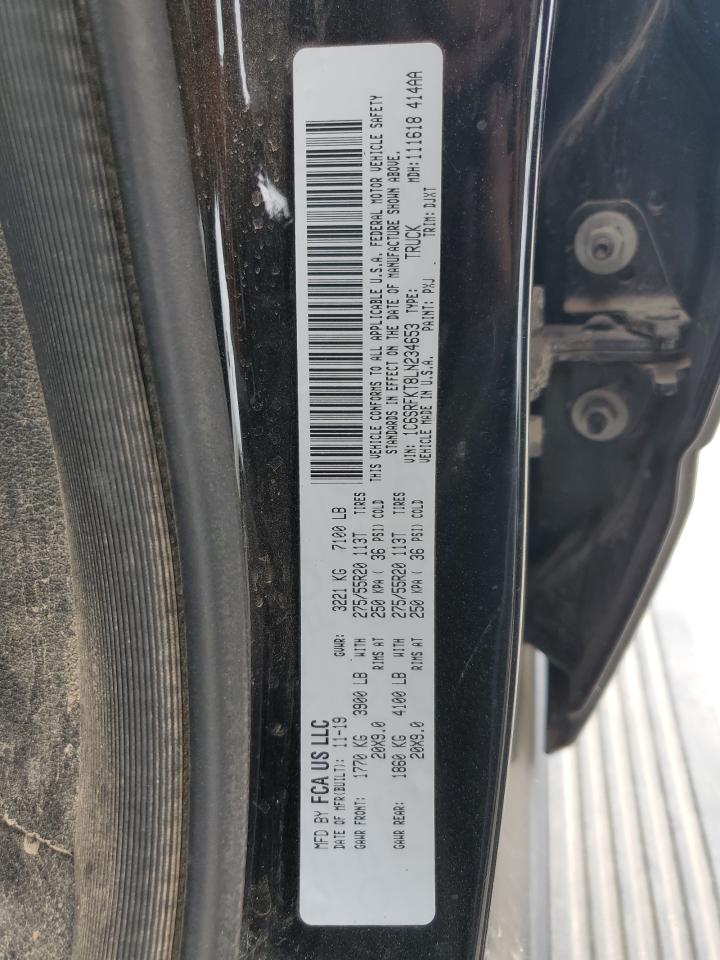 MFD BY FCA US LLC
DATE OF MFR(BUILT): 11-19 GVWR: 3221 KG 7100 LB
GAWR FRONT: 1770 KG 3900 LB WITH 275/55R20 113T TIRES
20X9.0 RIMS AT 250 KPA ( 36 PSI) COLD
GAWR REAR: 1860 KG 4100 LB WITH 275/55R20 113T TIRES
20X9.0 RIMS AT 250 KPA ( 36 PSI) COLD
THIS VEHICLE CONFORMS TO ALL APPLICABLE U.S.A. FEDERAL MOTOR VEHICLE SAFETY
STANDARDS IN EFFECT ON THE DATE OF MANUFACTURE SHOWN ABOVE.
VIN: 1C6SRFKT8LN234653 TYPE: TRUCK MDH:111618 414AA
VEHICLE MADE IN U.S.A. PAINT: PXJ TRIM: DJXT